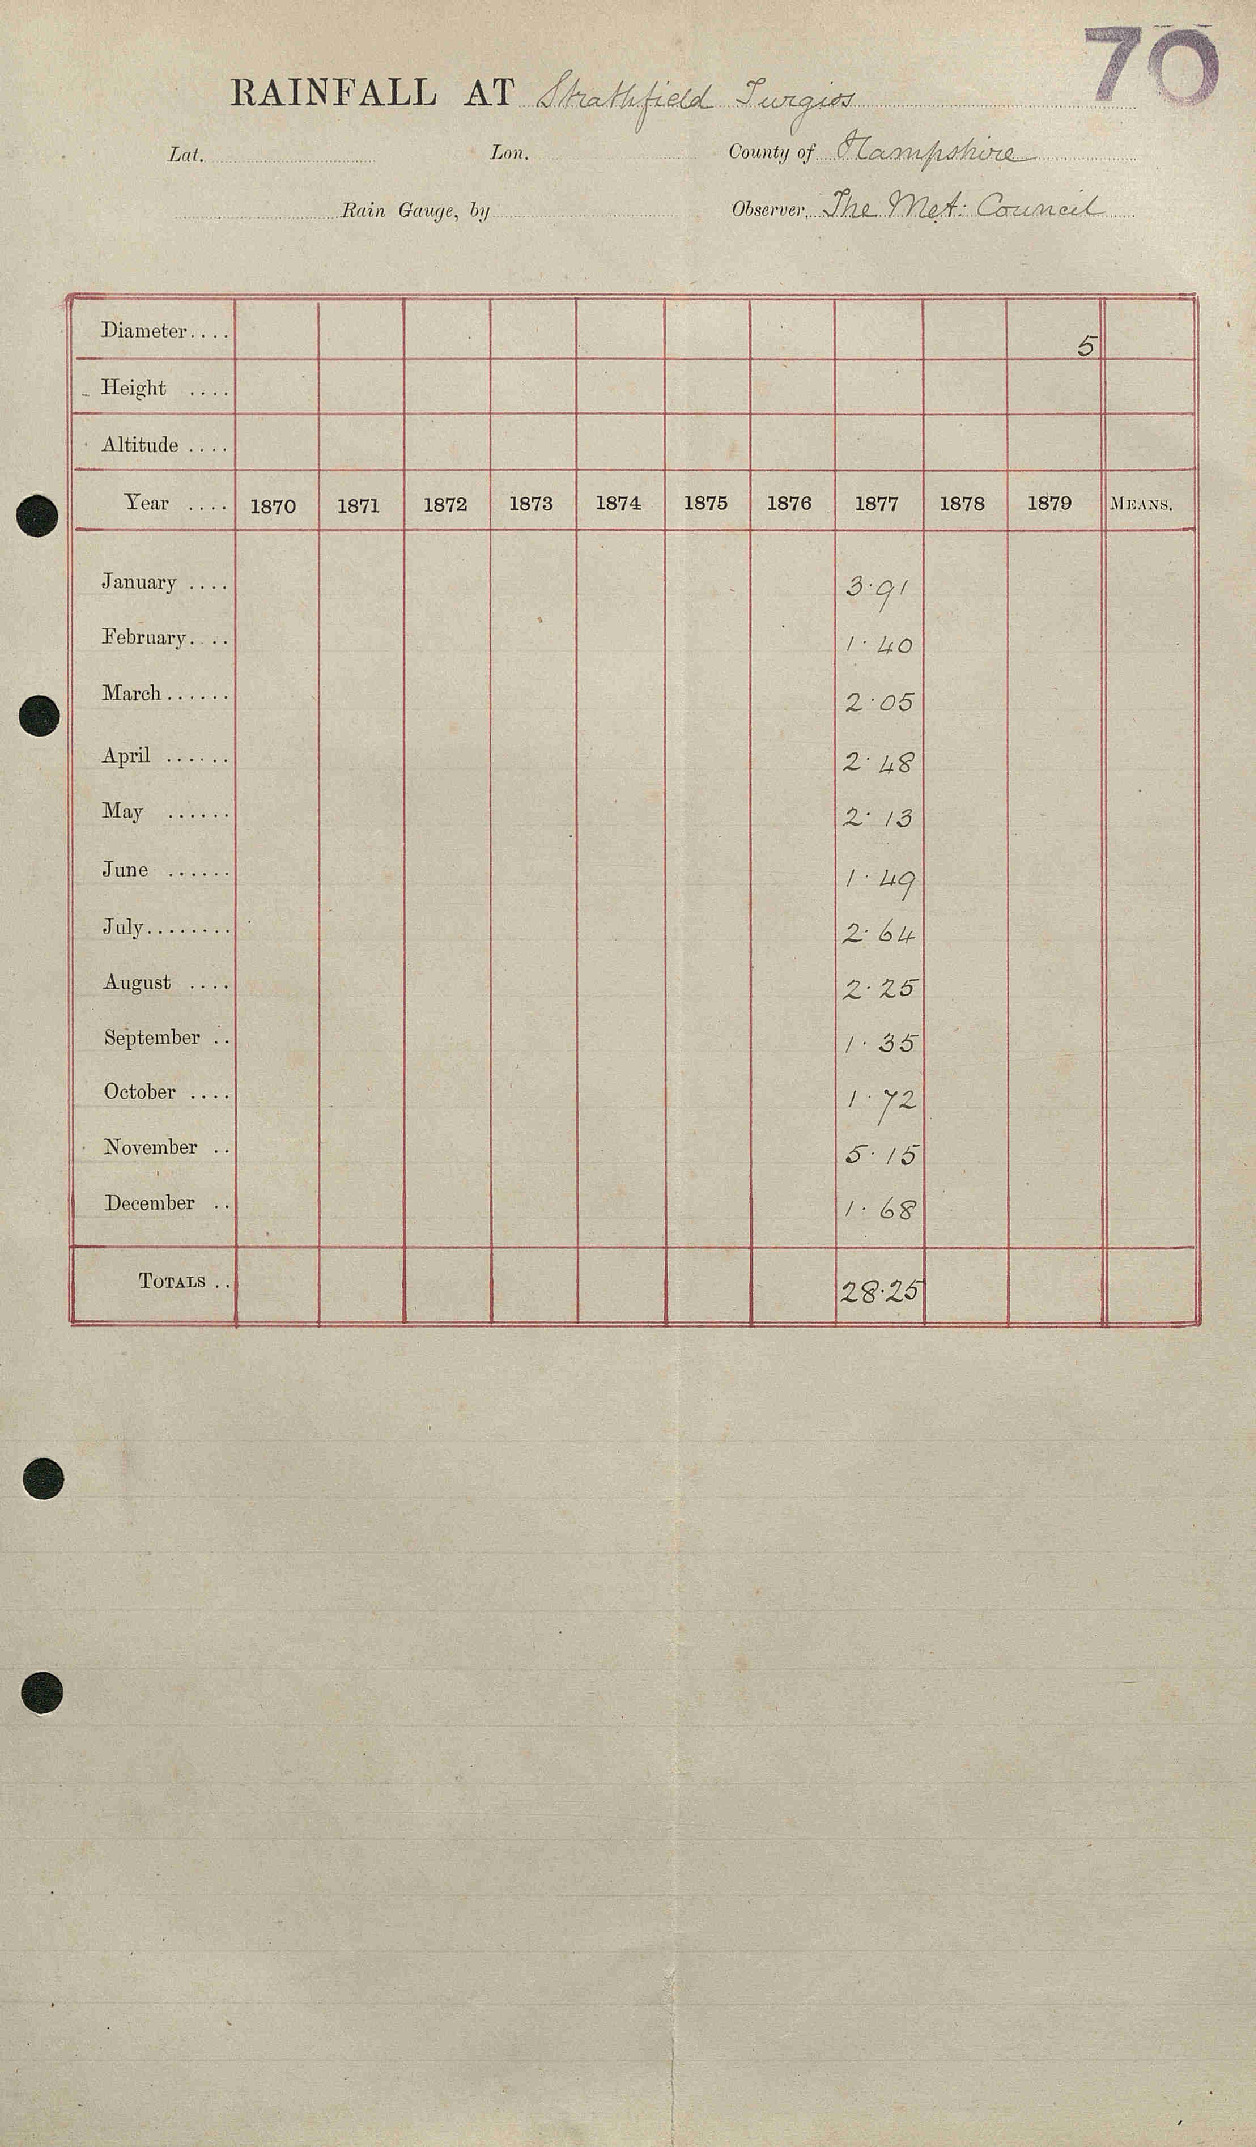 70
RAINFALL AT Strathfield Turgiss
Lat. Lon. County of Hampshire
Rain Gauge, by Observer, The Met: Council
Diameter.... 5
Height ....
Altitude ....
Year .... 1870 1871 1872 1873 1874 1875 1876 1877 1878 1879 MEANS.
January .... 3.91
February.... 1.40
March...... 2.05
April ...... 2.48
May ...... 2.13
June ...... 1.49
July........ 2.64
August .... 2.25
September .. 1.35
October .... 1.72
November .. 5.15
December .. 1.68
TOTALS .. 28.25